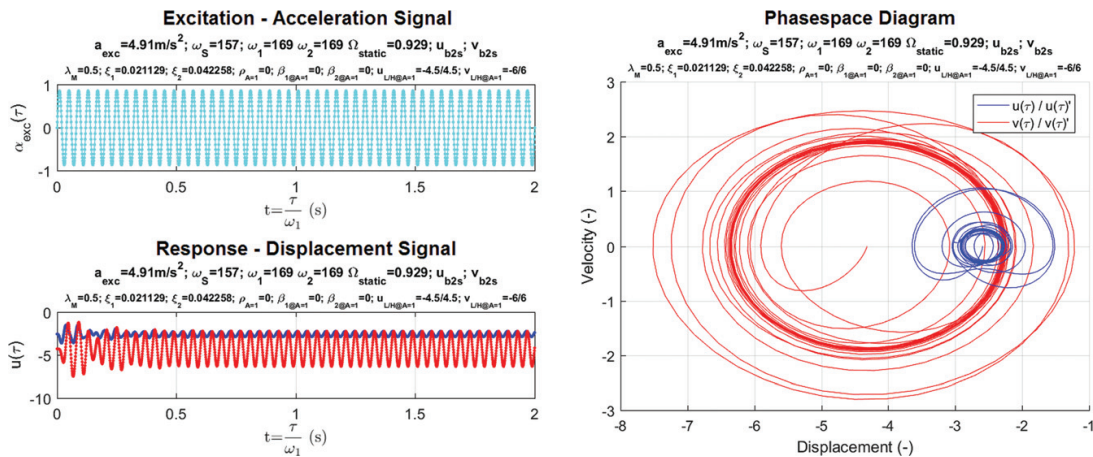 Excitation - Acceleration Signal
a_exc=4.91m/s²; ω_S=157; ω_1=169 ω_2=169 Ω_static=0.929; u_b2s; v_b2s
λ_M=0.5; ξ_1=0.021129; ξ_2=0.042258; ρ_A=1=0; β_1@A=1=0; β_2@A=1=0; u_L/H@A=1=-4.5/4.5; v_L/H@A=1=-6/6
α_exc(τ)
1
0
-1
0 0.5 1 1.5 2
t=τ/ω_1 (s)
Response - Displacement Signal
a_exc=4.91m/s²; ω_S=157; ω_1=169 ω_2=169 Ω_static=0.929; u_b2s; v_b2s
λ_M=0.5; ξ_1=0.021129; ξ_2=0.042258; ρ_A=1=0; β_1@A=1=0; β_2@A=1=0; u_L/H@A=1=-4.5/4.5; v_L/H@A=1=-6/6
u(τ)
0
-5
-10
0 0.5 1 1.5 2
t=τ/ω_1 (s)
Phasespace Diagram
a_exc=4.91m/s²; ω_S=157; ω_1=169 ω_2=169 Ω_static=0.929; u_b2s; v_b2s
λ_M=0.5; ξ_1=0.021129; ξ_2=0.042258; ρ_A=1=0; β_1@A=1=0; β_2@A=1=0; u_L/H@A=1=-4.5/4.5; v_L/H@A=1=-6/6
u(τ) / u(τ)'
v(τ) / v(τ)'
Velocity (-)
3
2
1
0
-1
-2
-3
-8 -7 -6 -5 -4 -3 -2 -1
Displacement (-)